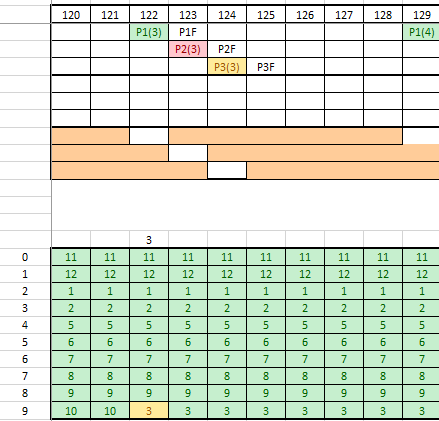 120 121 122 123 124 125 126 127 128 129
P1(3) P1F P1(4)
P2(3) P2F
P3(3) P3F
3
0 11 11 11 11 11 11 11 11 11 11
1 12 12 12 12 12 12 12 12 12 12
2 1 1 1 1 1 1 1 1 1 1
3 2 2 2 2 2 2 2 2 2 2
4 5 5 5 5 5 5 5 5 5 5
5 6 6 6 6 6 6 6 6 6 6
6 7 7 7 7 7 7 7 7 7 7
7 8 8 8 8 8 8 8 8 8 8
8 9 9 9 9 9 9 9 9 9 9
9 10 10 3 3 3 3 3 3 3 3